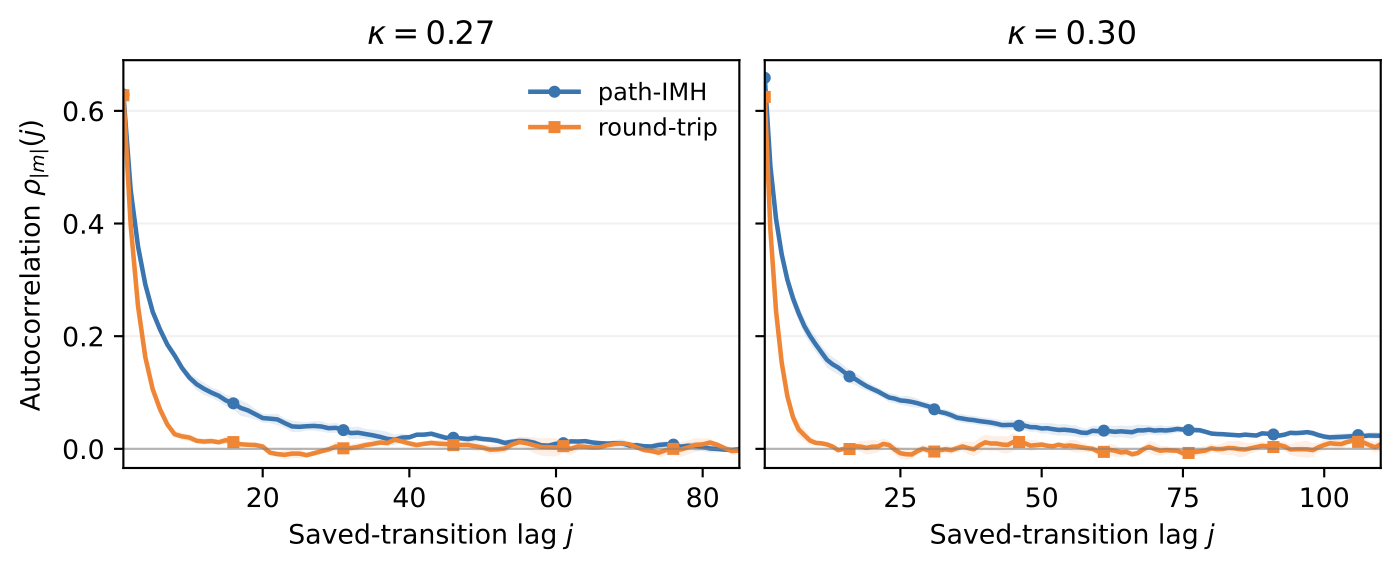 κ = 0.27
κ = 0.30
Autocorrelation ρ|m|(j)
0.6
0.4
0.2
0.0
path-IMH
round-trip
20 40 60 80
25 50 75 100
Saved-transition lag j
Saved-transition lag j